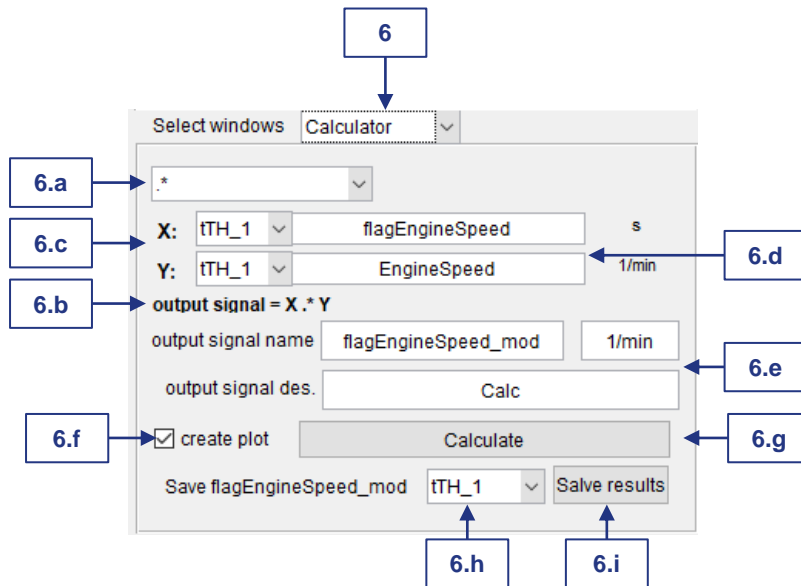 6
Select windows Calculator
6.a .*
6.c X: tTH_1 flagEngineSpeed s
Y: tTH_1 EngineSpeed 1/min 6.d
6.b output signal = X .* Y
output signal name flagEngineSpeed_mod 1/min
output signal des. Calc 6.e
6.f create plot Calculate 6.g
Save flagEngineSpeed_mod tTH_1 Salve results
6.h 6.i